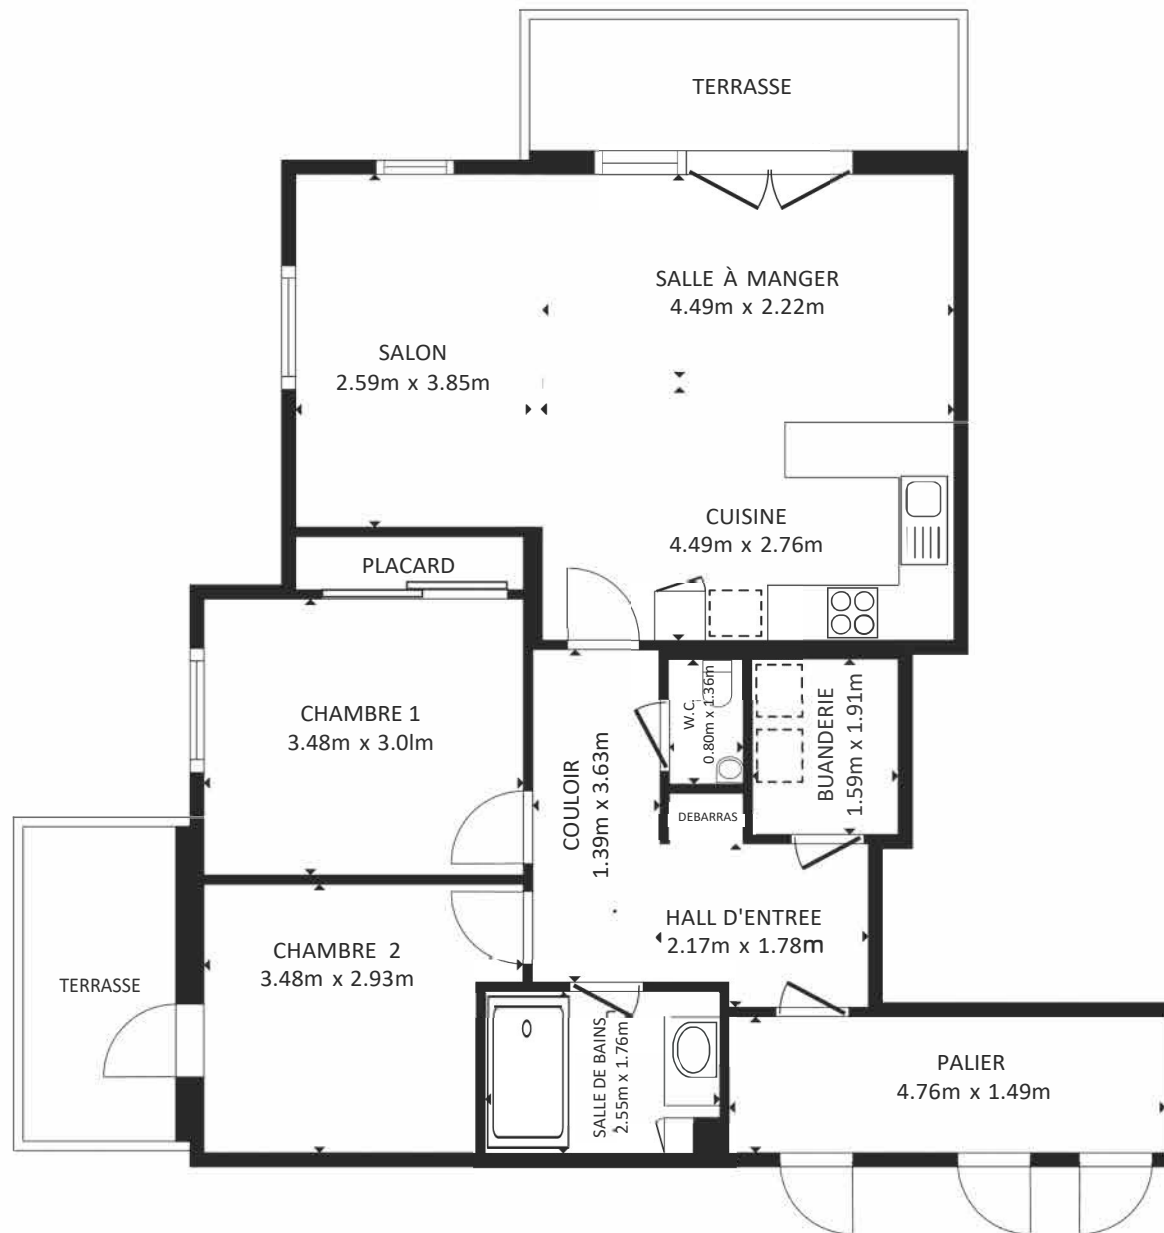 TERRASSE
SALLE À MANGER
4.49m x 2.22m
SALON
2.59m x 3.85m
CUISINE
4.49m x 2.76m
PLACARD
CHAMBRE 1
3.48m x 3.0lm
COULOIR
1.39m x 3.63m
W.C.
0.80m x 1.36m
BUANDERIE
1.59m x 1.91m
DEBARRAS
HALL D'ENTREE
2.17m x 1.78m
CHAMBRE 2
3.48m x 2.93m
TERRASSE
SALLE DE BAINS
2.55m x 1.76m
PALIER
4.76m x 1.49m